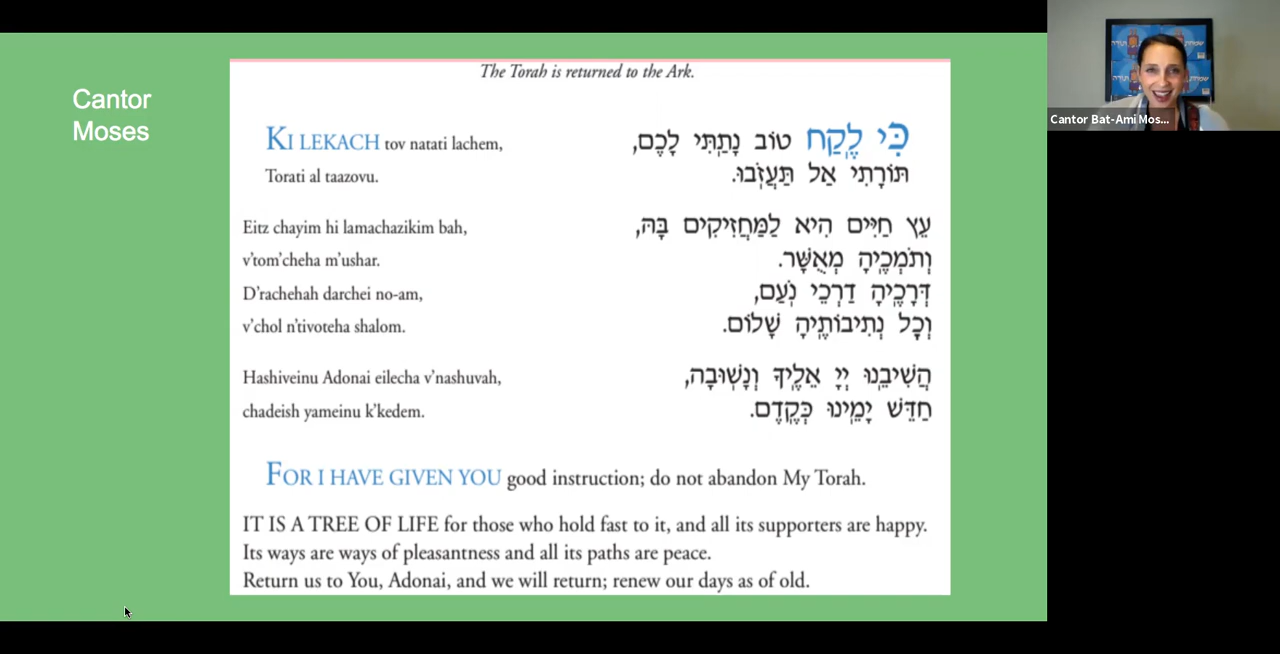 Cantor
Moses
The Torah is returned to the Ark.
KI LEKACH tov natati lachem,
Torati al taazovu.
Eitz chayim hi lamachazikim bah,
v'tom'cheha m'ushar.
D'rachehah darchei no-am,
v'chol n'tivoteha shalom.
Hashiveinu Adonai eilecha v'nashuvah,
chadeish yameinu k'kedem.
כִּי לֶֽקַח טוֹב נָתַֽתִּי לָכֶם,
תּוֹרָתִי אַל תַּעֲזֹֽבוּ.
עֵץ חַיִּים הִיא לַמַּחֲזִיקִים בָּהּ,
וְתֹמְכֶֽיהָ מְאֻשָּׁר.
דְּרָכֶֽיהָ דַרְכֵי נֹֽעַם,
וְכָל נְתִיבוֹתֶֽיהָ שָׁלוֹם.
הֲשִׁיבֵֽנוּ יְיָ אֵלֶֽיךָ וְנָשֽׁוּבָה,
חַדֵּשׁ יָמֵֽינוּ כְּקֶֽדֶם.
FOR I HAVE GIVEN YOU good instruction; do not abandon My Torah.
IT IS A TREE OF LIFE for those who hold fast to it, and all its supporters are happy.
Its ways are ways of pleasantness and all its paths are peace.
Return us to You, Adonai, and we will return; renew our days as of old.
Cantor Bat-Ami Mos...